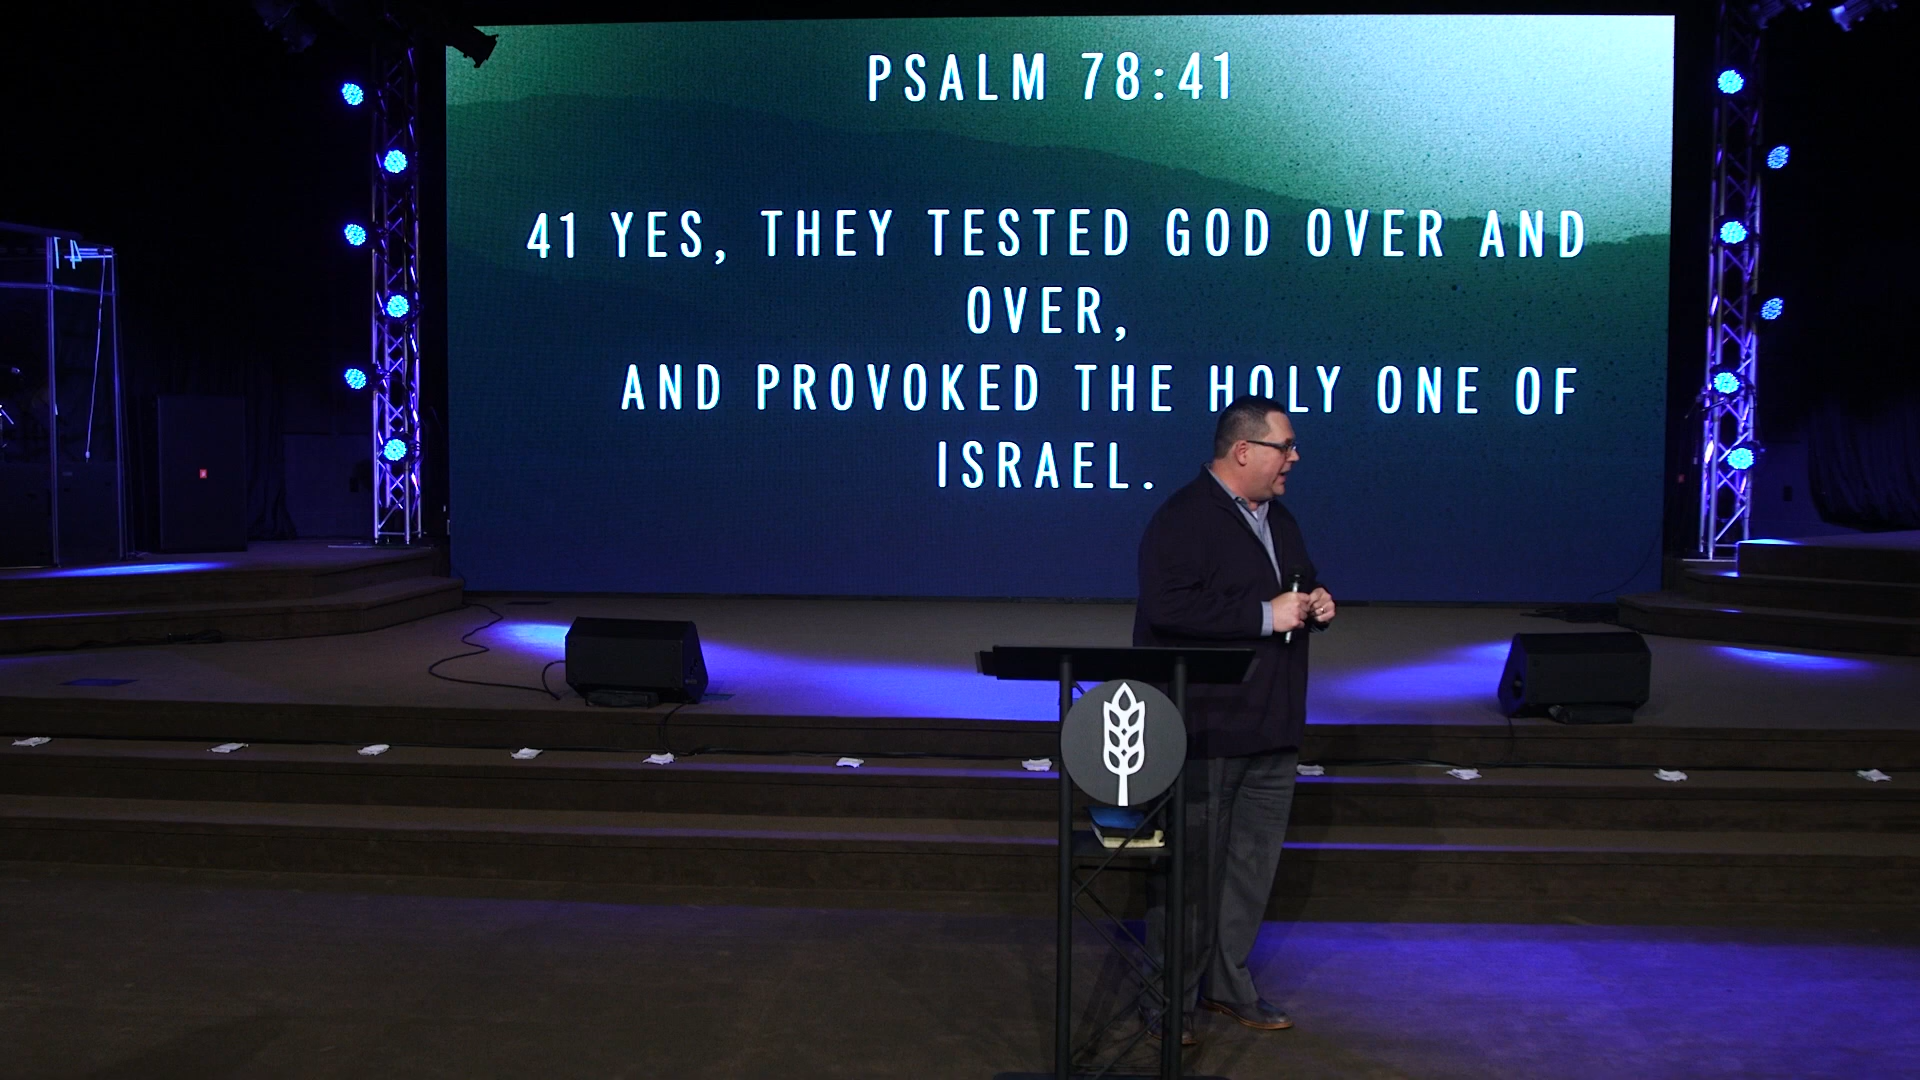 PSALM 78:41
41 YES, THEY TESTED GOD OVER AND
OVER,
AND PROVOKED THE HOLY ONE OF
ISRAEL.